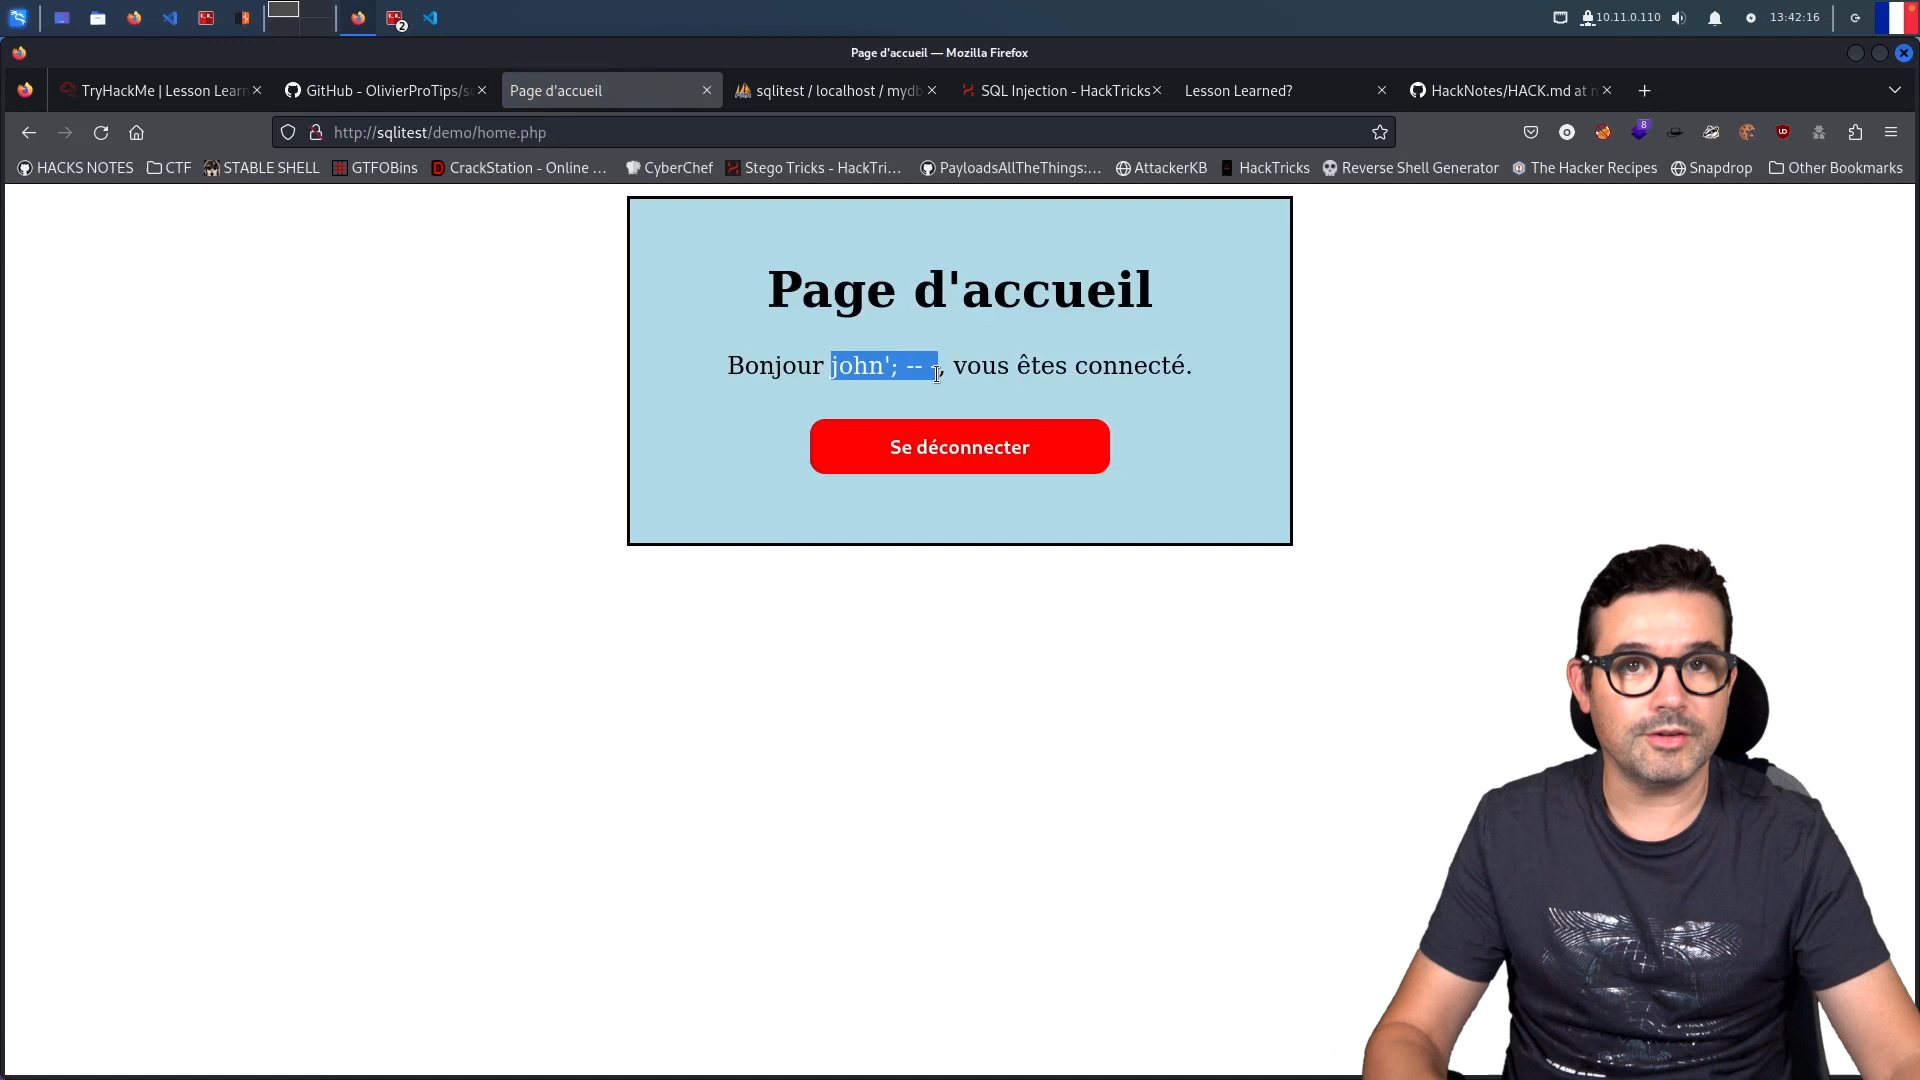 10.11.0.110
13:42:16
2
Page d'accueil — Mozilla Firefox
TryHackMe | Lesson Learn
GitHub - OlivierProTips/sq
Page d'accueil
sqlitest / localhost / mydb
SQL Injection - HackTricks
Lesson Learned?
HackNotes/HACK.md at m
http://sqlitest/demo/home.php
8
HACKS NOTES
CTF
STABLE SHELL
GTFOBins
CrackStation - Online ...
CyberChef
Stego Tricks - HackTri...
PayloadsAllTheThings:...
AttackerKB
HackTricks
Reverse Shell Generator
The Hacker Recipes
Snapdrop
Other Bookmarks
Page d'accueil
Bonjour john'; -- -, vous êtes connecté.
Se déconnecter